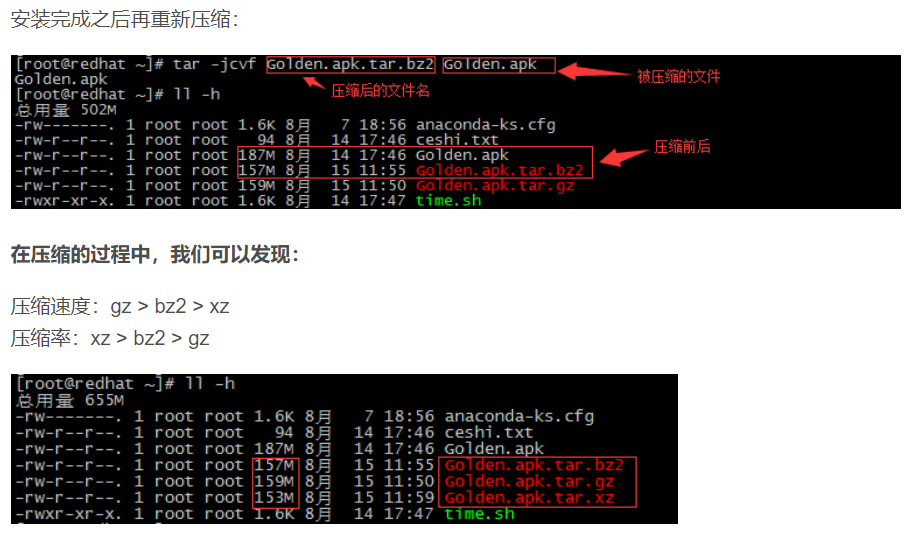 安装完成之后再重新压缩：
[root@redhat ~]# tar -jcvf Golden.apk.tar.bz2 Golden.apk
被压缩的文件
Golden.apk
压缩后的文件名
[root@redhat ~]# ll -h
总用量 502M
-rw-------. 1 root root 1.6K 8月   7 18:56 anaconda-ks.cfg
-rw-r--r--. 1 root root   94 8月  14 17:46 ceshi.txt
-rw-r--r--. 1 root root 187M 8月  14 17:46 Golden.apk
压缩前后
-rw-r--r--. 1 root root 157M 8月  15 11:55 Golden.apk.tar.bz2
-rw-r--r--. 1 root root 159M 8月  15 11:50 Golden.apk.tar.gz
-rwxr-xr-x. 1 root root 1.6K 8月  14 17:47 time.sh
在压缩的过程中，我们可以发现：
压缩速度：gz > bz2 > xz
压缩率：xz > bz2 > gz
[root@redhat ~]# ll -h
总用量 655M
-rw-------. 1 root root 1.6K 8月   7 18:56 anaconda-ks.cfg
-rw-r--r--. 1 root root   94 8月  14 17:46 ceshi.txt
-rw-r--r--. 1 root root 187M 8月  14 17:46 Golden.apk
-rw-r--r--. 1 root root 157M 8月  15 11:55 Golden.apk.tar.bz2
-rw-r--r--. 1 root root 159M 8月  15 11:50 Golden.apk.tar.gz
-rw-r--r--. 1 root root 153M 8月  15 11:59 Golden.apk.tar.xz
-rwxr-xr-x. 1 root root 1.6K 8月  14 17:47 time.sh